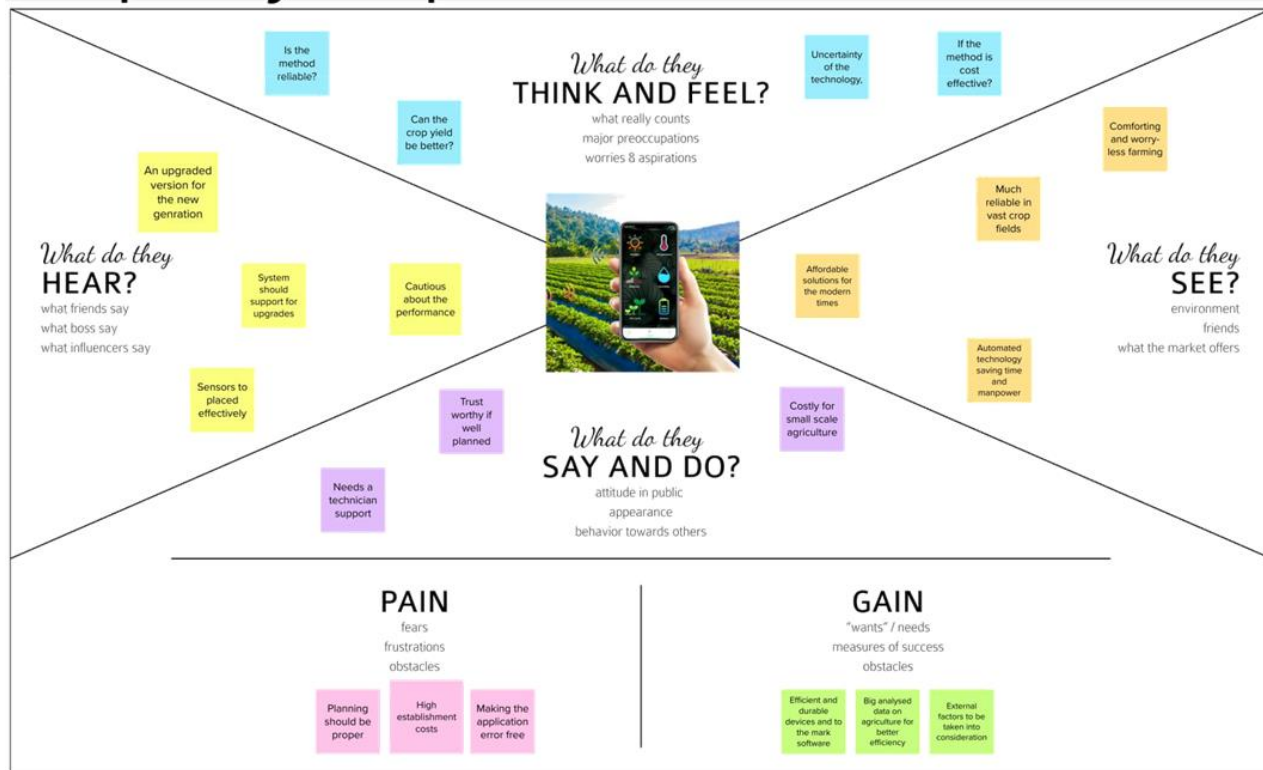 Is the
method
reliable?
Can the
crop yield
be better?
What do they
THINK AND FEEL?
what really counts
major preoccupations
worries & aspirations
Uncertainty
of the
technology,
If the
method is
cost
effective?
An upgraded
version for
the new
genration
What do they
HEAR?
what friends say
what boss say
what influencers say
System
should
support for
upgrades
Cautious
about the
performance
Sensors to
placed
effectively
Comforting
and worry-
less farming
Much
reliable in
vast crop
fields
Affordable
solutions for
the modern
times
What do they
SEE?
environment
friends
what the market offers
Automated
technology
saving time
and
manpower
Trust
worthy if
well
planned
Needs a
technician
support
What do they
SAY AND DO?
attitude in public
appearance
behavior towards others
Costly for
small scale
agriculture
PAIN
fears
frustrations
obstacles
Planning
should be
proper
High
establishment
costs
Making the
application
error free
GAIN
"wants" / needs
measures of success
obstacles
Efficient and
durable
devices and to
the mark
software
Big analysed
data on
agriculture for
better
efficiency
External
factors to be
taken into
consideration